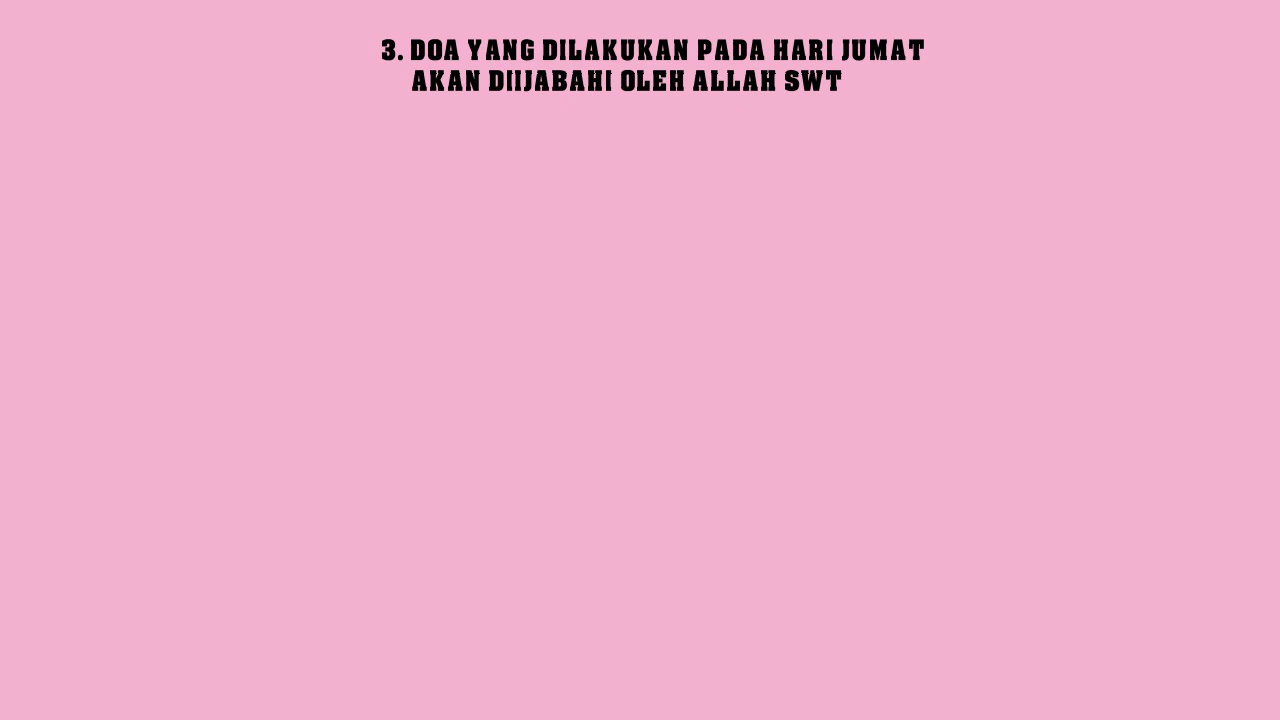 3. DOA YANG DILAKUKAN PADA HARI JUMAT
AKAN DIIJABAHI OLEH ALLAH SWT